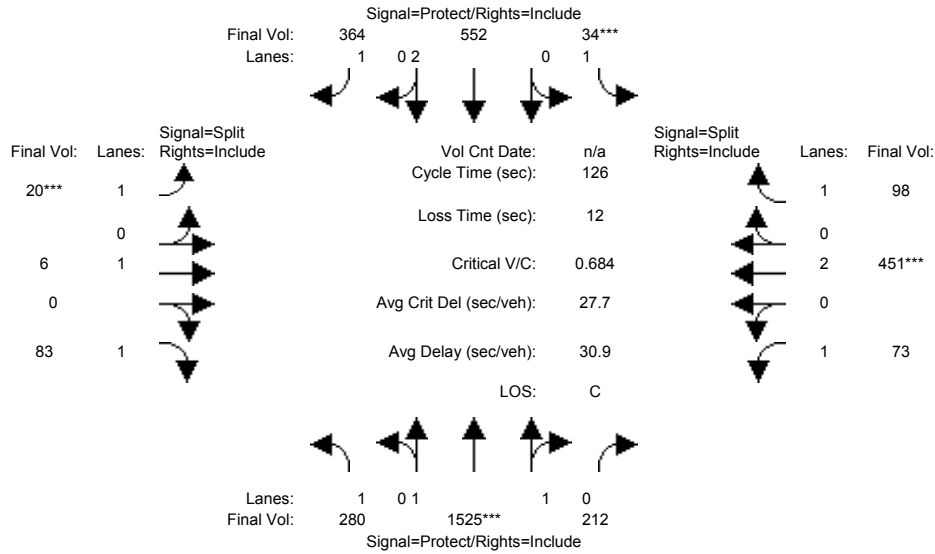 Signal=Protect/Rights=Include
Final Vol: 364 552 34***
Lanes: 1 0 2 0 1
Signal=Split Signal=Split
Final Vol: Lanes: Rights=Include Vol Cnt Date: n/a Rights=Include Lanes: Final Vol:
Cycle Time (sec): 126
20*** 1 1 98
Loss Time (sec): 12
0 0
6 1 Critical V/C: 0.684 2 451***
0 0 Avg Crit Del (sec/veh): 27.7 0
83 1 Avg Delay (sec/veh): 30.9 1 73
LOS: C
Lanes: 1 0 1 1 0
Final Vol: 280 1525*** 212
Signal=Protect/Rights=Include